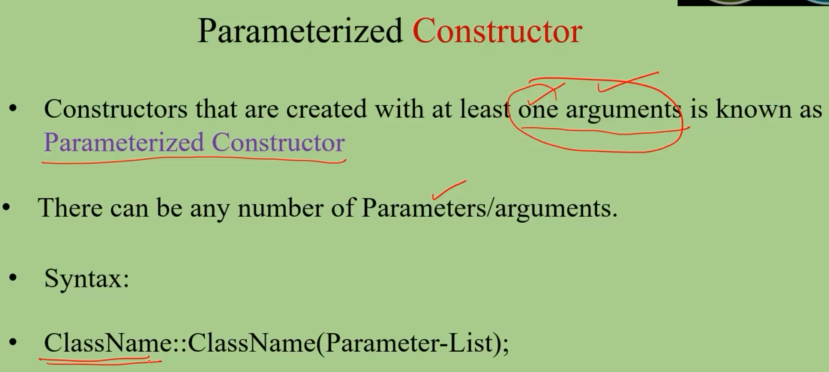 Parameterized Constructor
• Constructors that are created with at least one arguments is known as
Parameterized Constructor
• There can be any number of Parameters/arguments.
• Syntax:
• ClassName::ClassName(Parameter-List);